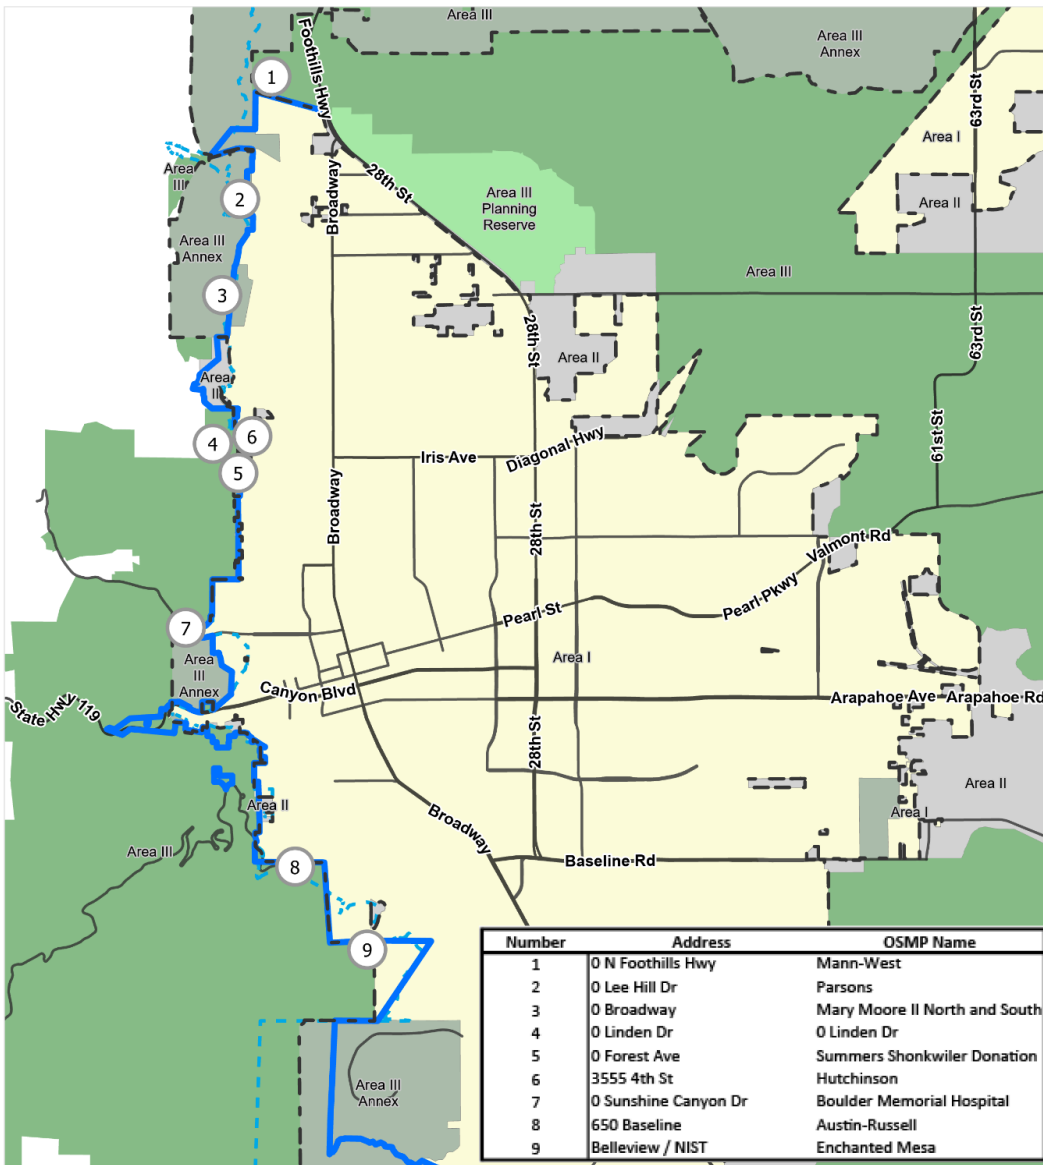 Area III
Foothills Hwy
Area III
Annex
63rd St
1
Area I
Area
III
28th St
Broadway
2
Area III
Planning
Reserve
Area II
Area III
Annex
Area III
3
28th St
63rd St
Area II
Area
II
6
4
5
61st St
Iris Ave
Diagonal Hwy
Broadway
28th St
Valmont Rd
Pearl Pkwy
Pearl St
7
Area I
Area
III
Annex
Canyon Blvd
Arapahoe Ave
Arapahoe Rd
State Hwy 119
28th St
Area II
Area II
Area I
Broadway
Area III
Baseline Rd
8
9
Area III
Annex
Number Address OSMP Name
1 0 N Foothills Hwy Mann-West
2 0 Lee Hill Dr Parsons
3 0 Broadway Mary Moore II North and South
4 0 Linden Dr 0 Linden Dr
5 0 Forest Ave Summers Shonkwiler Donation
6 3555 4th St Hutchinson
7 0 Sunshine Canyon Dr Boulder Memorial Hospital
8 650 Baseline Austin-Russell
9 Belleview / NIST Enchanted Mesa